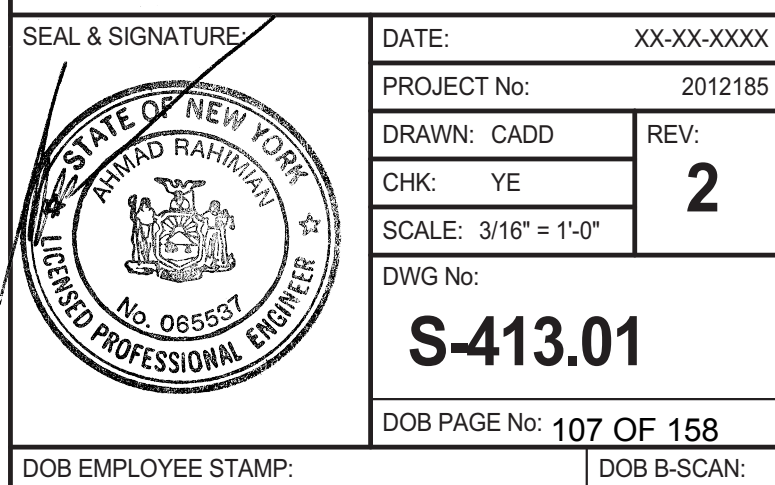 SEAL & SIGNATURE:
STATE OF NEW YORK
AHMAD RAHIMIAN
No. 065537
LICENSED PROFESSIONAL ENGINEER
DATE: XX-XX-XXXX
PROJECT No: 2012185
DRAWN: CADD
REV:
2
CHK: YE
SCALE: 3/16" = 1'-0"
DWG No:
S-413.01
DOB PAGE No: 107 OF 158
DOB EMPLOYEE STAMP:
DOB B-SCAN: